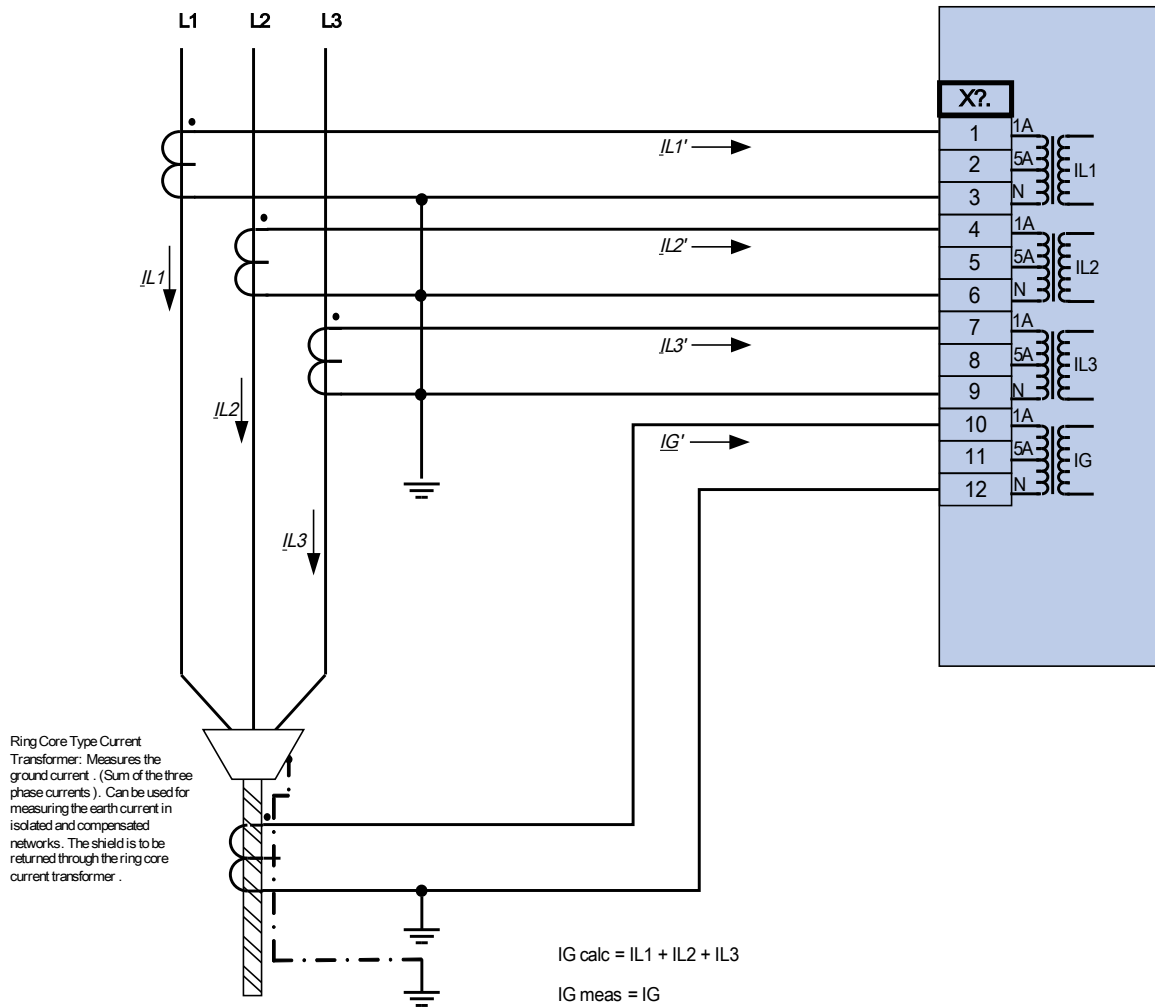 L1 L2 L3
X?.
1 1A
2 5A IL1
3 N
4 1A
5 5A IL2
6 N
7 1A
8 5A IL3
9 N
10 1A
11 5A IG
12 N
IL1'
IL2'
IL3'
IG'
IL1
IL2
IL3
Ring Core Type Current
Transformer: Measures the
ground current . (Sum of the three
phase currents ). Can be used for
measuring the earth current in
isolated and compensated
networks. The shield is to be
returned through the ring core
current transformer .
IG calc = IL1 + IL2 + IL3
IG meas = IG